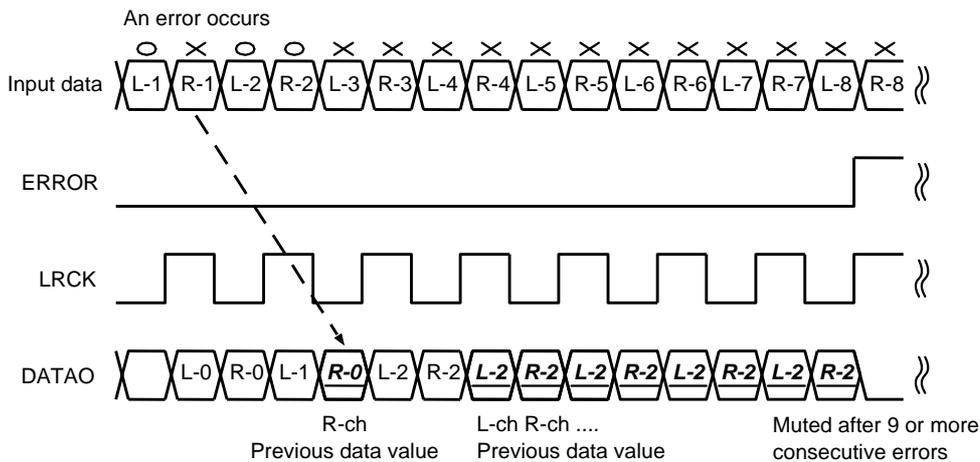 An error occurs
O X O O X X X X X X X X X X X X
Input data L-1 R-1 L-2 R-2 L-3 R-3 L-4 R-4 L-5 R-5 L-6 R-6 L-7 R-7 L-8 R-8
ERROR
LRCK
DATAO L-0 R-0 L-1 R-0 L-2 R-2 L-2 R-2 L-2 R-2 L-2 R-2 L-2 R-2
R-ch
Previous data value
L-ch R-ch ....
Previous data value
Muted after 9 or more
consecutive errors